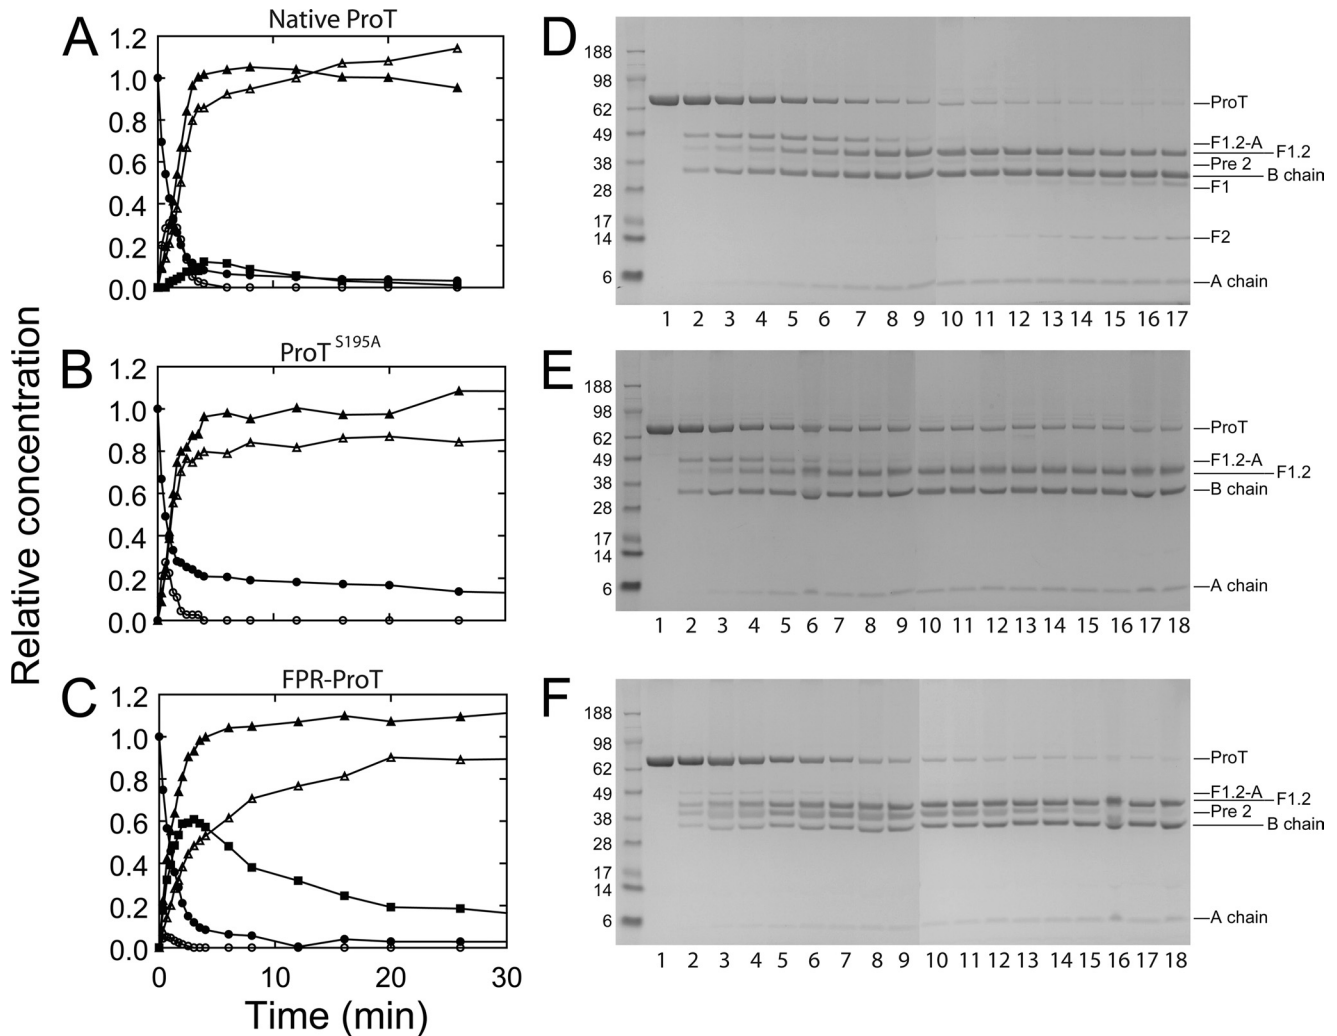 A
Native ProT
1.2
1.0
0.8
0.6
0.4
0.2
0.0
B
ProT S195A
1.2
1.0
0.8
0.6
0.4
0.2
0.0
C
FPR-ProT
1.2
1.0
0.8
0.6
0.4
0.2
0.0
0 10 20 30
Time (min)
Relative concentration
D
188
98
62
49
38
28
17
14
6
ProT
F1.2-A
F1.2
Pre 2
B chain
F1
F2
A chain
1 2 3 4 5 6 7 8 9 10 11 12 13 14 15 16 17
E
188
98
62
49
38
28
17
14
6
ProT
F1.2-A
F1.2
B chain
A chain
1 2 3 4 5 6 7 8 9 10 11 12 13 14 15 16 17 18
F
188
98
62
49
38
28
17
14
6
ProT
F1.2-A
F1.2
Pre 2
B chain
A chain
1 2 3 4 5 6 7 8 9 10 11 12 13 14 15 16 17 18